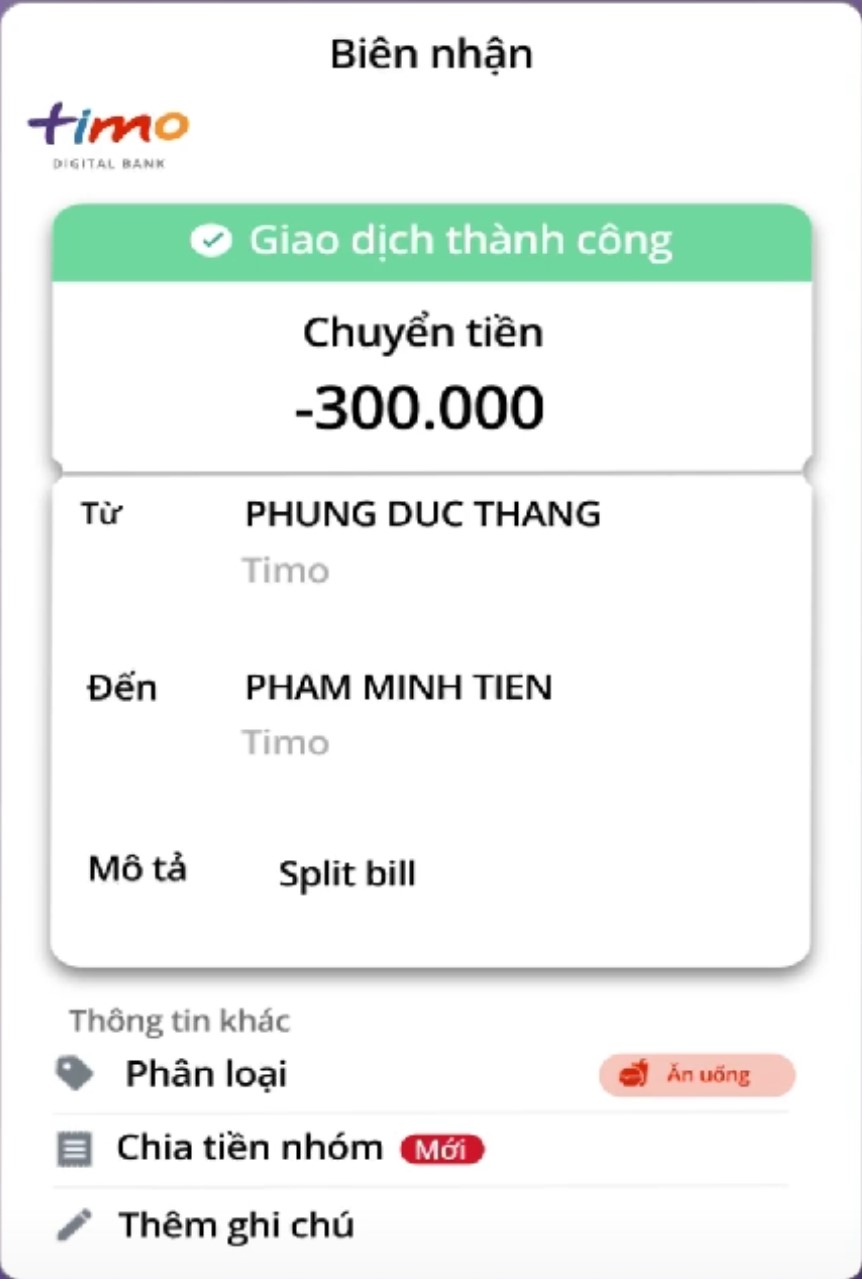 Biên nhận
timo
DIGITAL BANK
Giao dịch thành công
Chuyển tiền
-300.000
Từ PHUNG DUC THANG
Timo
Đến PHAM MINH TIEN
Timo
Mô tả Split bill
Thông tin khác
Phân loại Ăn uống
Chia tiền nhóm Mới
Thêm ghi chú